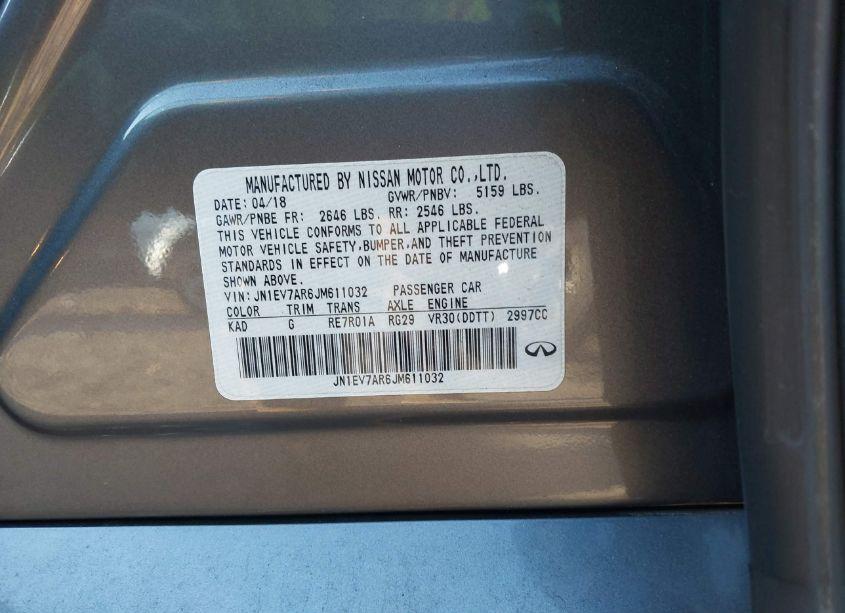 MANUFACTURED BY NISSAN MOTOR CO.,LTD.
DATE: 04/18 GVWR/PNBV: 5159 LBS.
GAWR/PNBE FR: 2646 LBS. RR: 2546 LBS.
THIS VEHICLE CONFORMS TO ALL APPLICABLE FEDERAL
MOTOR VEHICLE SAFETY,BUMPER,AND THEFT PREVENTION
STANDARDS IN EFFECT ON THE DATE OF MANUFACTURE
SHOWN ABOVE.
VIN: JN1EV7AR6JM611032 PASSENGER CAR
COLOR TRIM TRANS AXLE ENGINE
KAD G RE7R01A RG29 VR30(DDTT) 2997CC
JN1EV7AR6JM611032